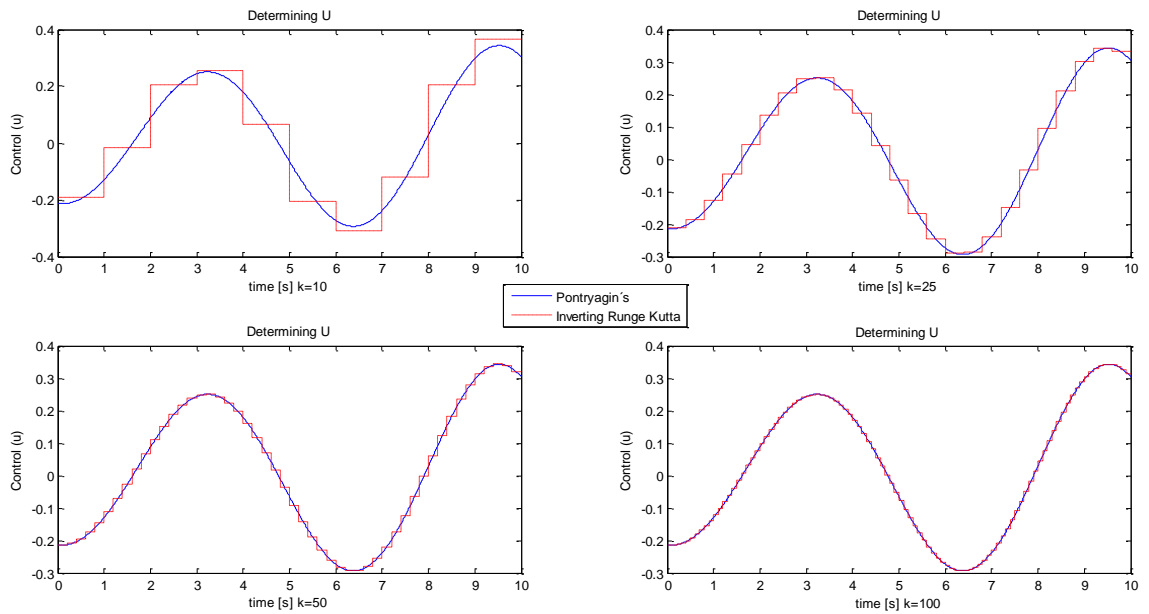 Determining U
Control (u)
0.4
0.2
0
-0.2
-0.4
0 1 2 3 4 5 6 7 8 9 10
time [s] k=10
Determining U
Control (u)
0.4
0.3
0.2
0.1
0
-0.1
-0.2
-0.3
0 1 2 3 4 5 6 7 8 9 10
time [s] k=25
Pontryagin´s
Inverting Runge Kutta
Determining U
Control (u)
0.4
0.3
0.2
0.1
0
-0.1
-0.2
-0.3
0 1 2 3 4 5 6 7 8 9 10
time [s] k=50
Determining U
Control (u)
0.4
0.3
0.2
0.1
0
-0.1
-0.2
-0.3
0 1 2 3 4 5 6 7 8 9 10
time [s] k=100